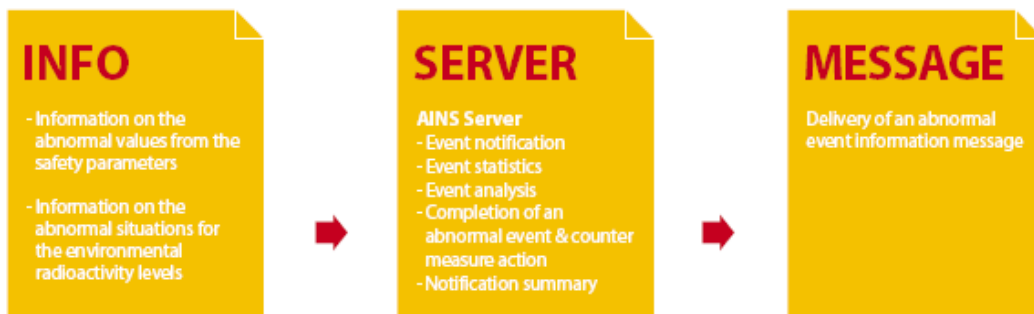 INFO
- Information on the
abnormal values from the
safety parameters
- Information on the
abnormal situations for
the environmental
radioactivity levels
SERVER
AINS Server
- Event notification
- Event statistics
- Event analysis
- Completion of an
abnormal event & counter
measure action
- Notification summary
MESSAGE
Delivery of an abnormal
event information message